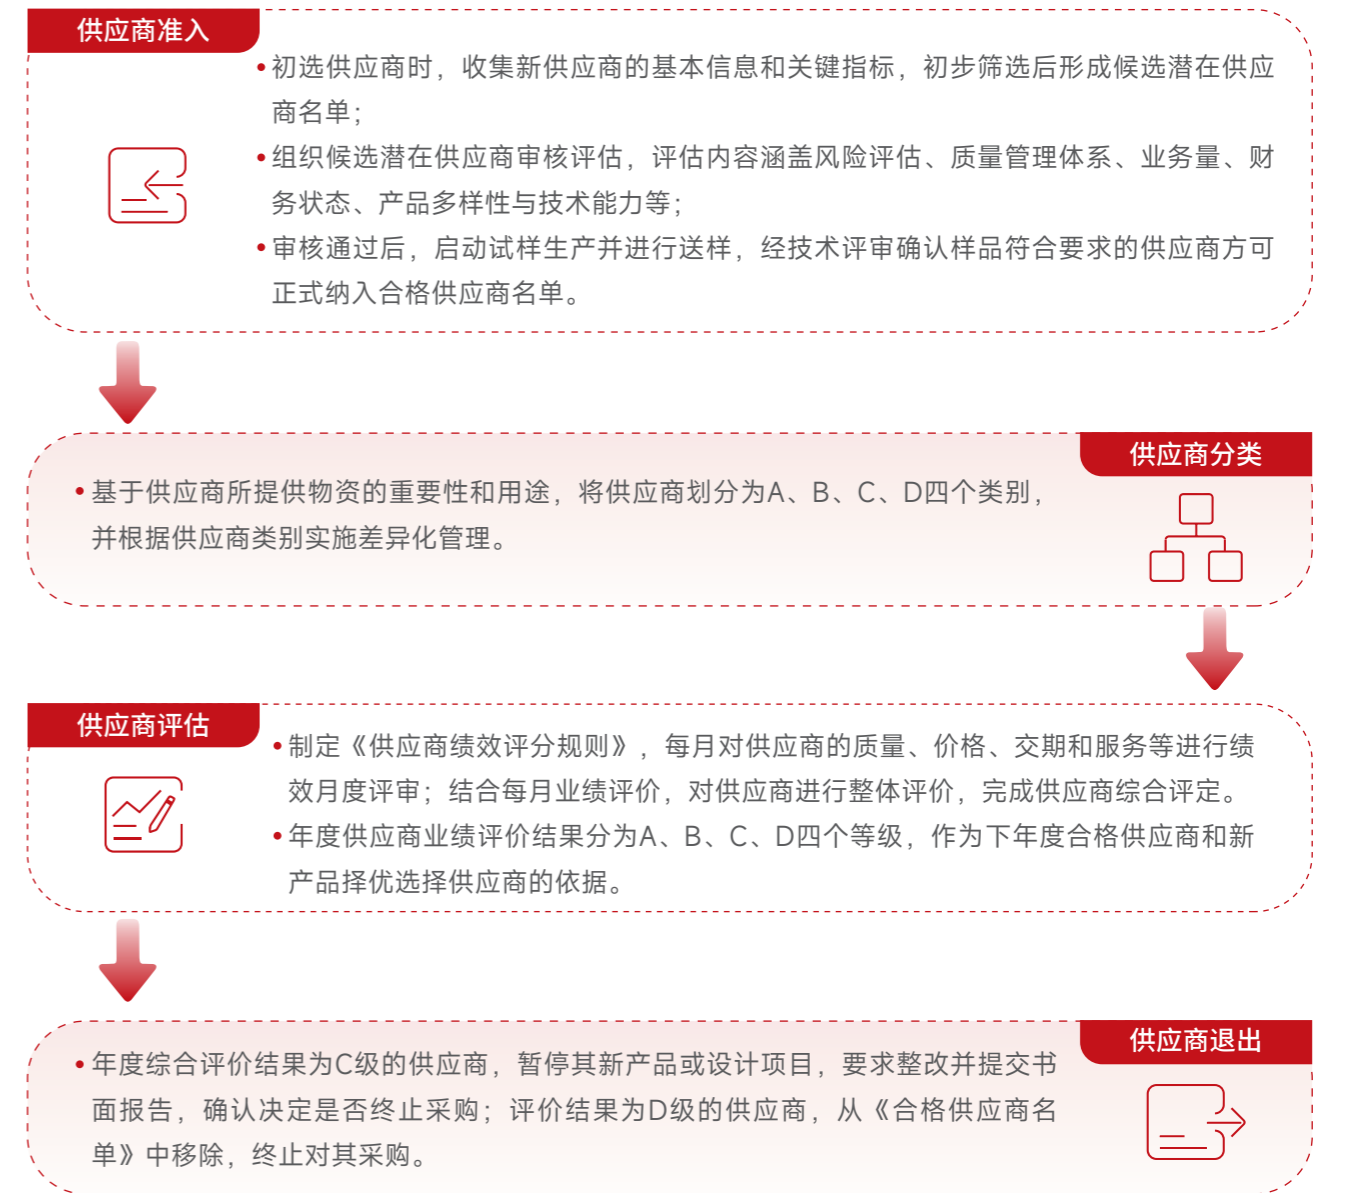 供应商准入
•初选供应商时，收集新供应商的基本信息和关键指标，初步筛选后形成候选潜在供应
商名单；
•组织候选潜在供应商审核评估，评估内容涵盖风险评估、质量管理体系、业务量、财
务状态、产品多样性与技术能力等；
•审核通过后，启动试样生产并进行送样，经技术评审确认样品符合要求的供应商方可
正式纳入合格供应商名单。
供应商分类
•基于供应商所提供物资的重要性和用途，将供应商划分为A、B、C、D四个类别，
并根据供应商类别实施差异化管理。
供应商评估
•制定《供应商绩效评分规则》，每月对供应商的质量、价格、交期和服务等进行绩
效月度评审；结合每月业绩评价，对供应商进行整体评价，完成供应商综合评定。
•年度供应商业绩评价结果分为A、B、C、D四个等级，作为下年度合格供应商和新
产品择优选择供应商的依据。
供应商退出
•年度综合评价结果为C级的供应商，暂停其新产品或设计项目，要求整改并提交书
面报告，确认决定是否终止采购；评价结果为D级的供应商，从《合格供应商名
单》中移除，终止对其采购。